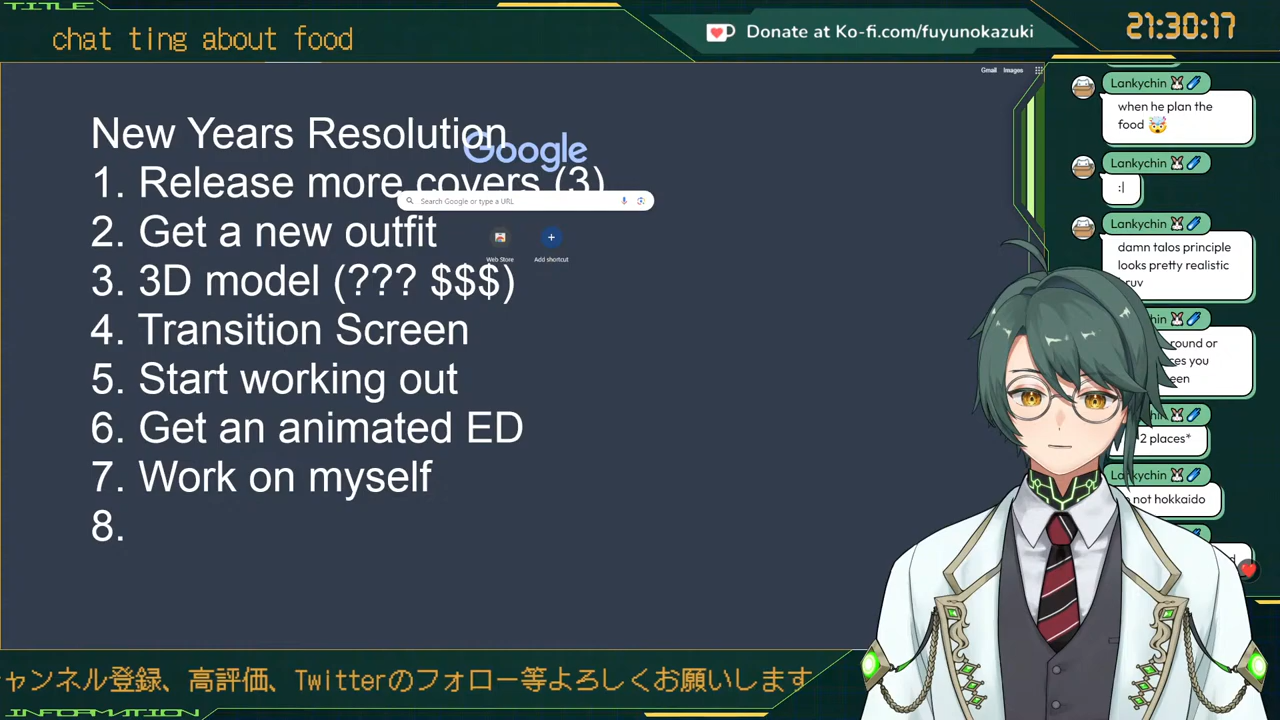 TITLE
chat ting about food
Donate at Ko-fi.com/fuyunokazuki
21:30:17
Gmail Images
New Years Resolution
Google
1. Release more covers (3)
Search Google or type a URL
2. Get a new outfit
Web Store Add shortcut
3. 3D model (??? $$$)
4. Transition Screen
5. Start working out
6. Get an animated ED
7. Work on myself
8.
Lankychin
when he plan the
food
Lankychin
:|
Lankychin
damn talos principle
looks pretty realistic
round or
you
2 places*
Lankychin
not hokkaido
ャンネル登録、高評価、Twitterのフォロー等よろしくお願いします
INFORMATION